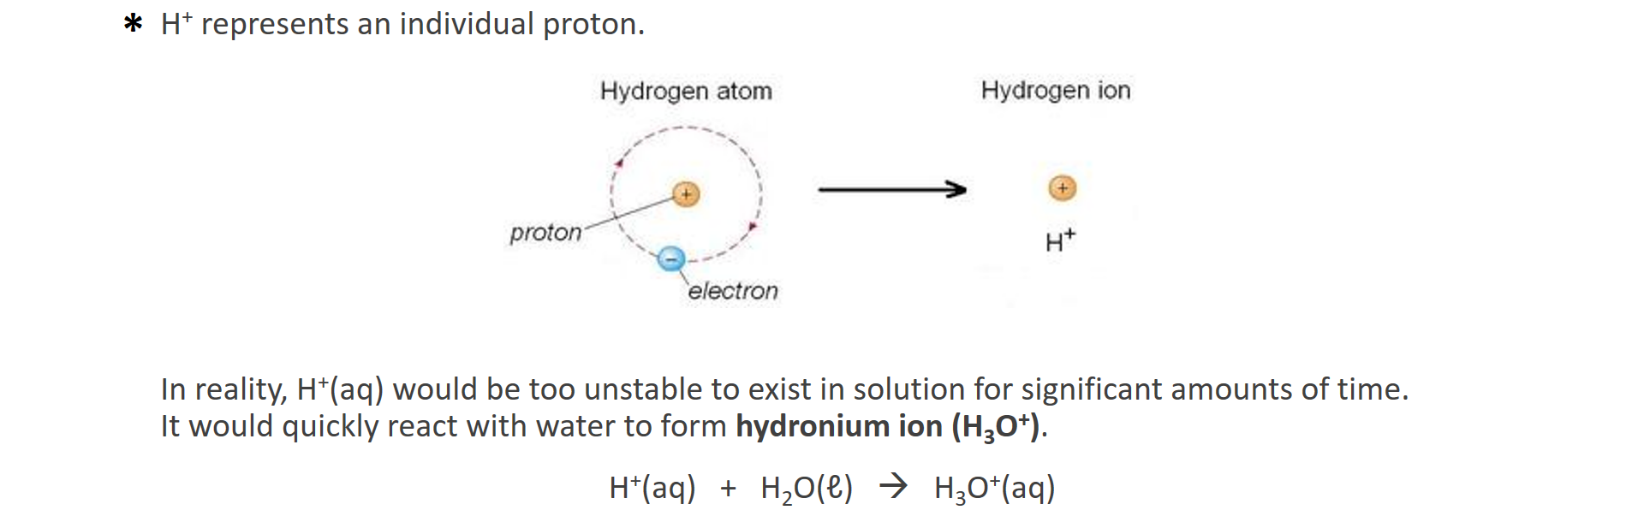 * H⁺ represents an individual proton.
Hydrogen atom
Hydrogen ion
+
+
proton
H⁺
−
electron
In reality, H⁺(aq) would be too unstable to exist in solution for significant amounts of time.
It would quickly react with water to form hydronium ion (H₃O⁺).
H⁺(aq) + H₂O(ℓ) → H₃O⁺(aq)